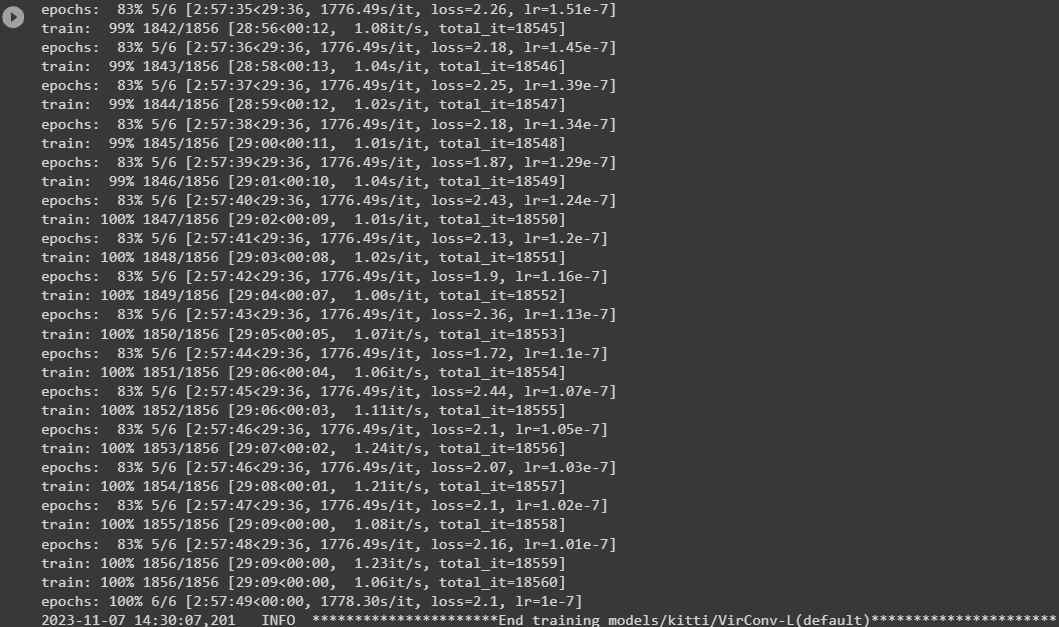 epochs:  83% 5/6 [2:57:35<29:36, 1776.49s/it, loss=2.26, lr=1.51e-7]
train:  99% 1842/1856 [28:56<00:12,  1.08it/s, total_it=18545]
epochs:  83% 5/6 [2:57:36<29:36, 1776.49s/it, loss=2.18, lr=1.45e-7]
train:  99% 1843/1856 [28:58<00:13,  1.04s/it, total_it=18546]
epochs:  83% 5/6 [2:57:37<29:36, 1776.49s/it, loss=2.25, lr=1.39e-7]
train:  99% 1844/1856 [28:59<00:12,  1.02s/it, total_it=18547]
epochs:  83% 5/6 [2:57:38<29:36, 1776.49s/it, loss=2.18, lr=1.34e-7]
train:  99% 1845/1856 [29:00<00:11,  1.01s/it, total_it=18548]
epochs:  83% 5/6 [2:57:39<29:36, 1776.49s/it, loss=1.87, lr=1.29e-7]
train:  99% 1846/1856 [29:01<00:10,  1.04s/it, total_it=18549]
epochs:  83% 5/6 [2:57:40<29:36, 1776.49s/it, loss=2.43, lr=1.24e-7]
train: 100% 1847/1856 [29:02<00:09,  1.01s/it, total_it=18550]
epochs:  83% 5/6 [2:57:41<29:36, 1776.49s/it, loss=2.13, lr=1.2e-7]
train: 100% 1848/1856 [29:03<00:08,  1.02s/it, total_it=18551]
epochs:  83% 5/6 [2:57:42<29:36, 1776.49s/it, loss=1.9, lr=1.16e-7]
train: 100% 1849/1856 [29:04<00:07,  1.00s/it, total_it=18552]
epochs:  83% 5/6 [2:57:43<29:36, 1776.49s/it, loss=2.36, lr=1.13e-7]
train: 100% 1850/1856 [29:05<00:05,  1.07it/s, total_it=18553]
epochs:  83% 5/6 [2:57:44<29:36, 1776.49s/it, loss=1.72, lr=1.1e-7]
train: 100% 1851/1856 [29:06<00:04,  1.06it/s, total_it=18554]
epochs:  83% 5/6 [2:57:45<29:36, 1776.49s/it, loss=2.44, lr=1.07e-7]
train: 100% 1852/1856 [29:06<00:03,  1.11it/s, total_it=18555]
epochs:  83% 5/6 [2:57:46<29:36, 1776.49s/it, loss=2.1, lr=1.05e-7]
train: 100% 1853/1856 [29:07<00:02,  1.24it/s, total_it=18556]
epochs:  83% 5/6 [2:57:46<29:36, 1776.49s/it, loss=2.07, lr=1.03e-7]
train: 100% 1854/1856 [29:08<00:01,  1.21it/s, total_it=18557]
epochs:  83% 5/6 [2:57:47<29:36, 1776.49s/it, loss=2.1, lr=1.02e-7]
train: 100% 1855/1856 [29:09<00:00,  1.08it/s, total_it=18558]
epochs:  83% 5/6 [2:57:48<29:36, 1776.49s/it, loss=2.16, lr=1.01e-7]
train: 100% 1856/1856 [29:09<00:00,  1.23it/s, total_it=18559]
train: 100% 1856/1856 [29:09<00:00,  1.06it/s, total_it=18560]
epochs: 100% 6/6 [2:57:49<00:00, 1778.30s/it, loss=2.1, lr=1e-7]
2023-11-07 14:30:07,201   INFO  **********************End training models/kitti/VirConv-L(default)**********************